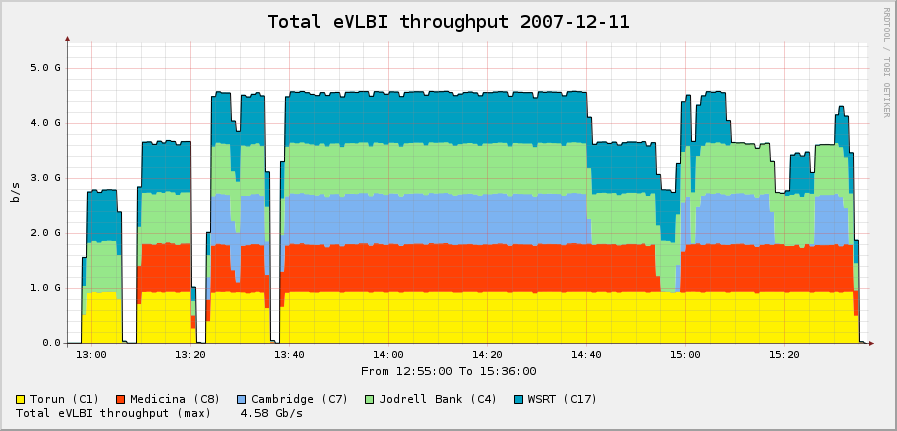 Total eVLBI throughput 2007-12-11
RRDTOOL / TOBI OETIKER
b/s
5.0 G
4.0 G
3.0 G
2.0 G
1.0 G
0.0
13:00 13:20 13:40 14:00 14:20 14:40 15:00 15:20
From 12:55:00 To 15:36:00
Torun (C1) Medicina (C8) Cambridge (C7) Jodrell Bank (C4) WSRT (C17)
Total eVLBI throughput (max) 4.58 Gb/s